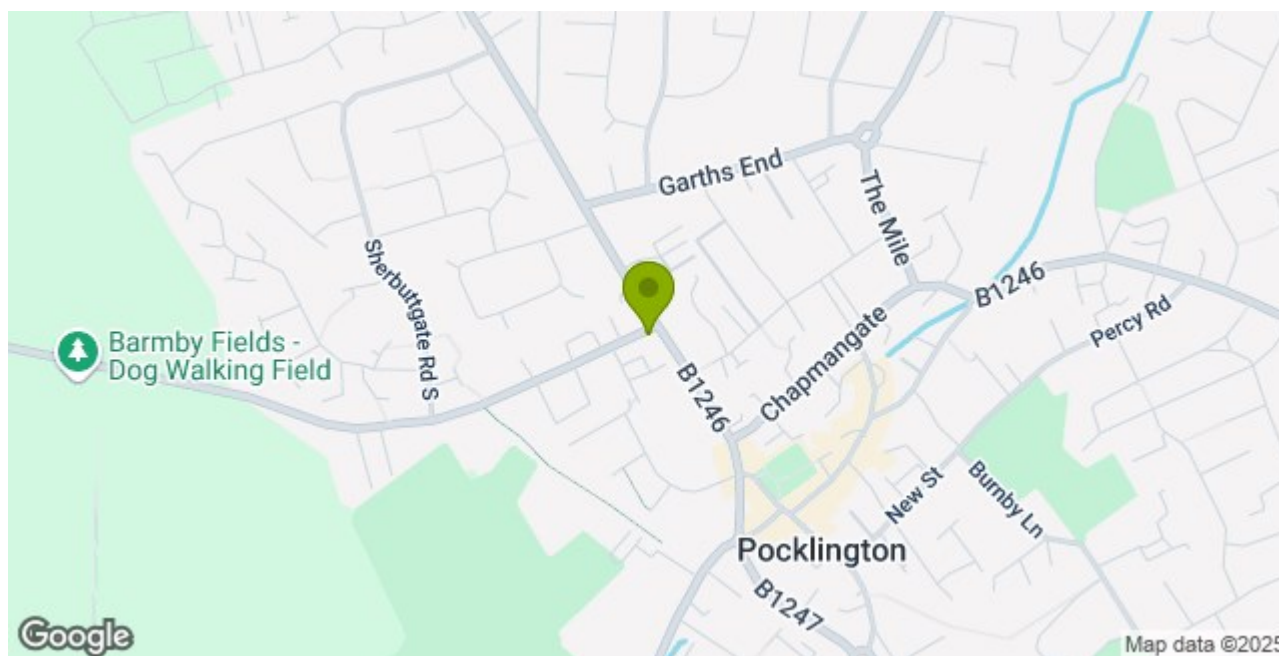 Garths End
The Mile
Sherbuttgate Rd S
B1246
Percy Rd
Barmby Fields -
Dog Walking Field
B1246
Chapmangate
New St
Burnby Ln
Pocklington
B1247
Google
Map data ©2025